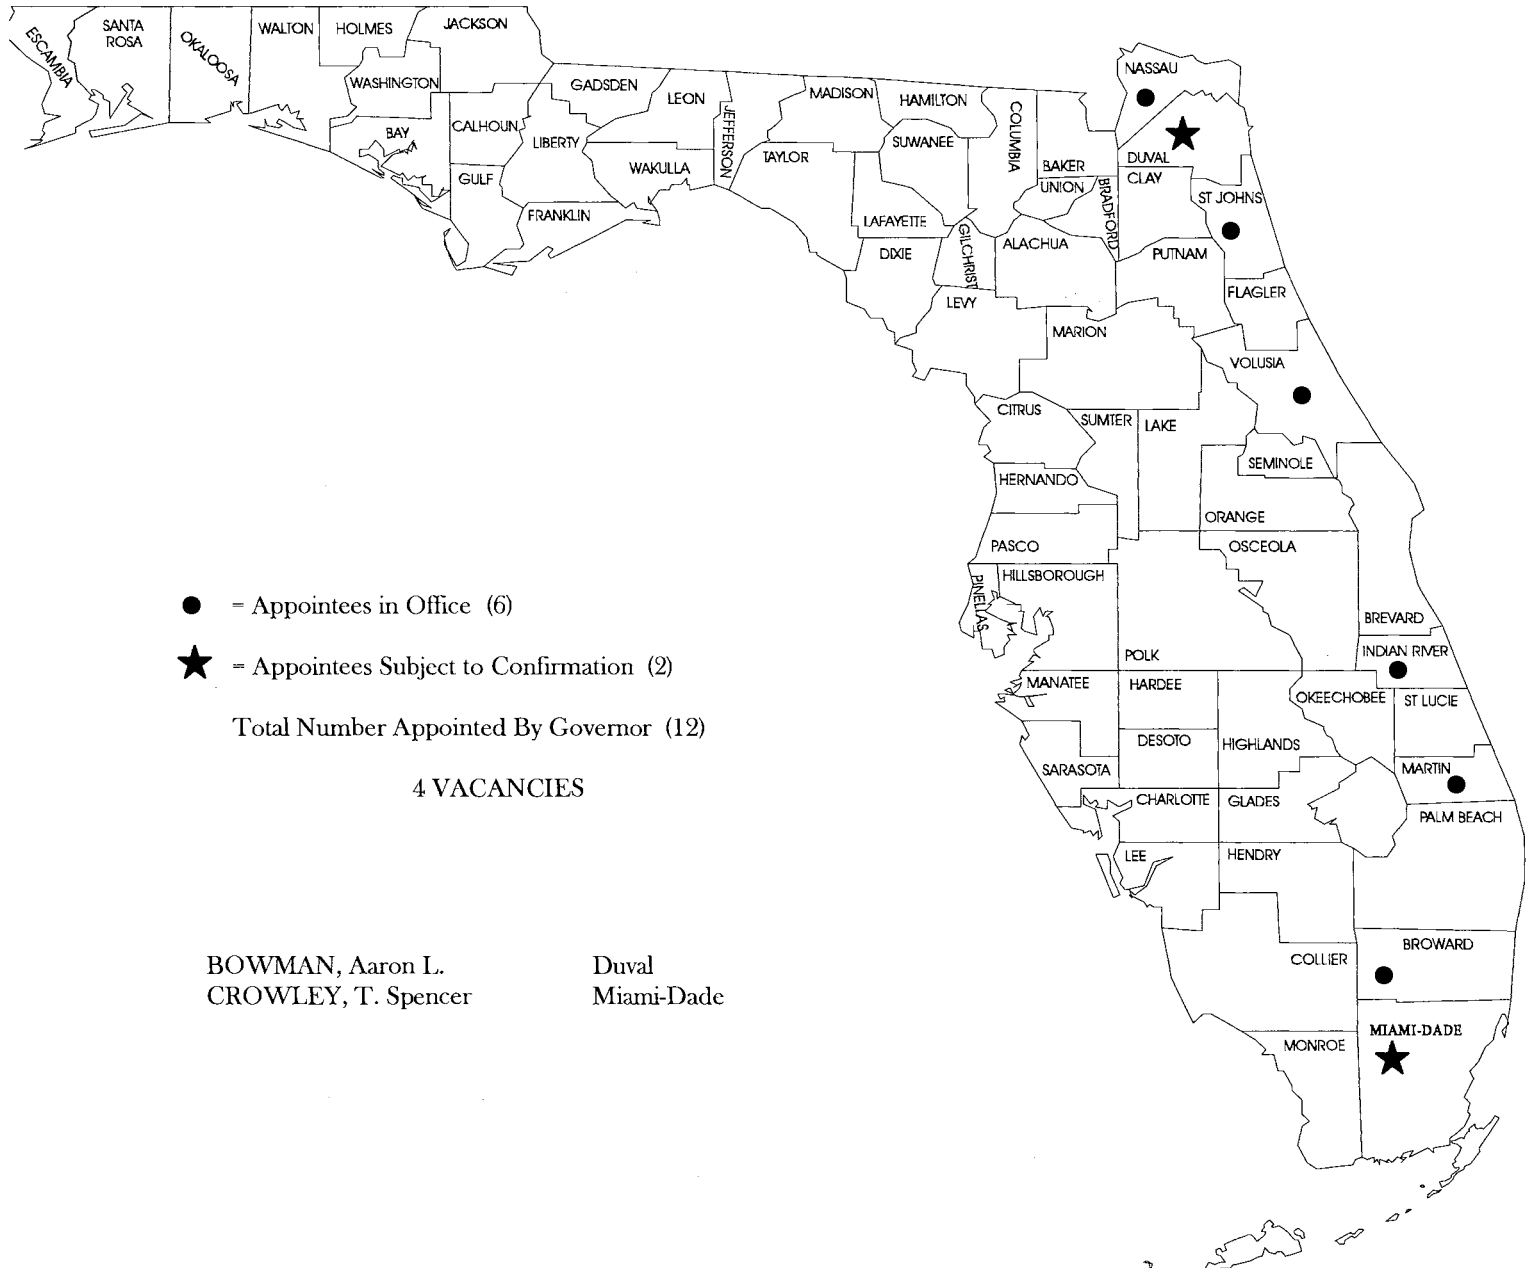 ESCAMBIA
SANTA
ROSA
OKALOOSA
WALTON
HOLMES
JACKSON
WASHINGTON
BAY
CALHOUN
GULF
LIBERTY
GADSDEN
FRANKLIN
LEON
WAKULLA
JEFFERSON
MADISON
TAYLOR
HAMILTON
SUWANEE
LAFAYETTE
DIXIE
COLUMBIA
GILCHRIST
BAKER
UNION
BRADFORD
ALACHUA
LEVY
NASSAU
DUVAL
CLAY
ST JOHNS
PUTNAM
FLAGLER
MARION
VOLUSIA
CITRUS
SUMTER
LAKE
SEMINOLE
HERNANDO
ORANGE
PASCO
OSCEOLA
PINELLAS
HILLSBOROUGH
POLK
BREVARD
INDIAN RIVER
MANATEE
HARDEE
OKEECHOBEE
ST LUCIE
DESOTO
HIGHLANDS
SARASOTA
MARTIN
CHARLOTTE
GLADES
PALM BEACH
LEE
HENDRY
BROWARD
COLLIER
MIAMI-DADE
MONROE
= Appointees in Office (6)
= Appointees Subject to Confirmation (2)
Total Number Appointed By Governor (12)
4 VACANCIES
BOWMAN, Aaron L. Duval
CROWLEY, T. Spencer Miami-Dade